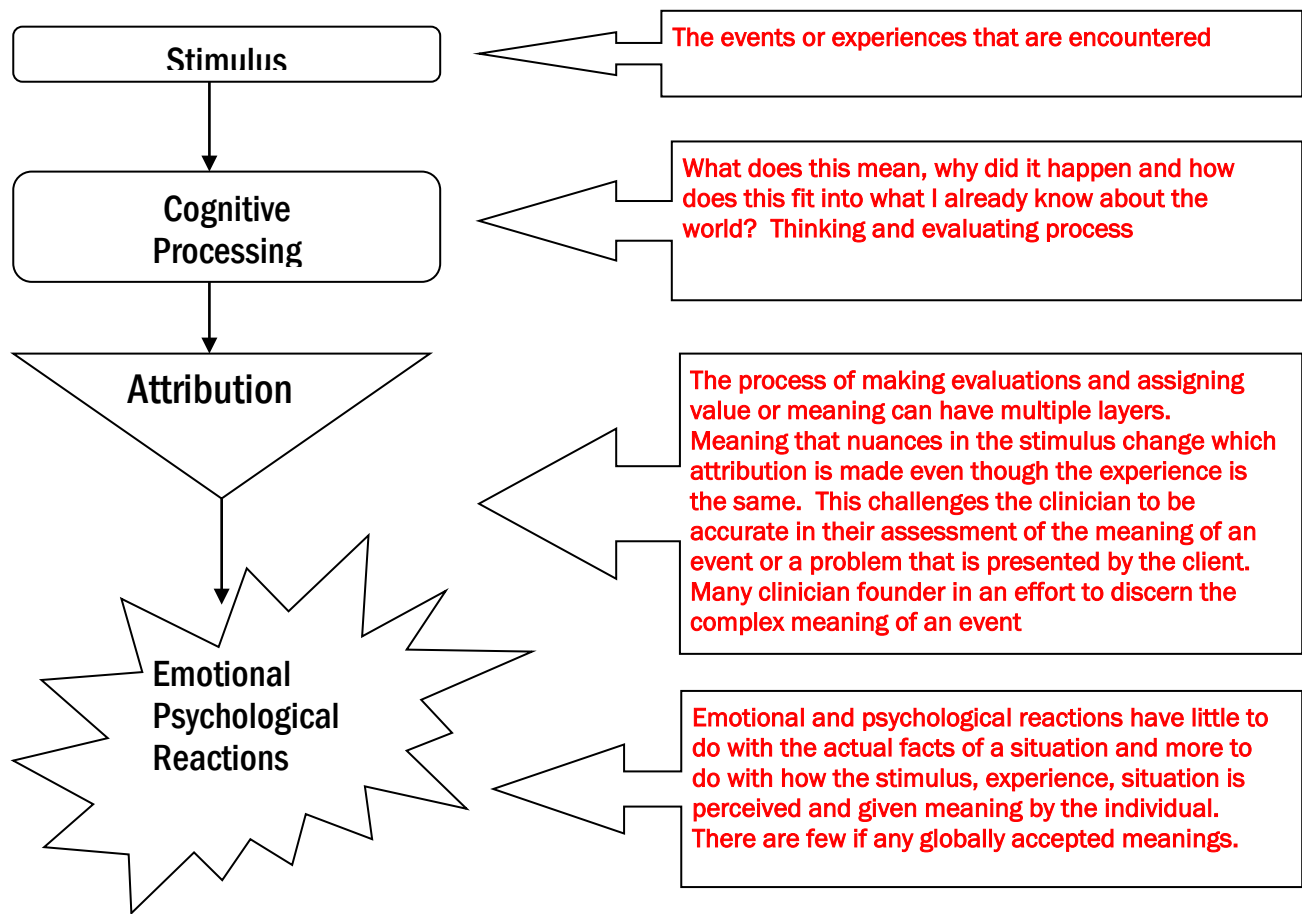 Stimulus
The events or experiences that are encountered
Cognitive
Processing
What does this mean, why did it happen and how
does this fit into what I already know about the
world?  Thinking and evaluating process
Attribution
The process of making evaluations and assigning
value or meaning can have multiple layers.
Meaning that nuances in the stimulus change which
attribution is made even though the experience is
the same.  This challenges the clinician to be
accurate in their assessment of the meaning of an
event or a problem that is presented by the client.
Many clinician founder in an effort to discern the
complex meaning of an event
Emotional
Psychological
Reactions
Emotional and psychological reactions have little to
do with the actual facts of a situation and more to
do with how the stimulus, experience, situation is
perceived and given meaning by the individual.
There are few if any globally accepted meanings.